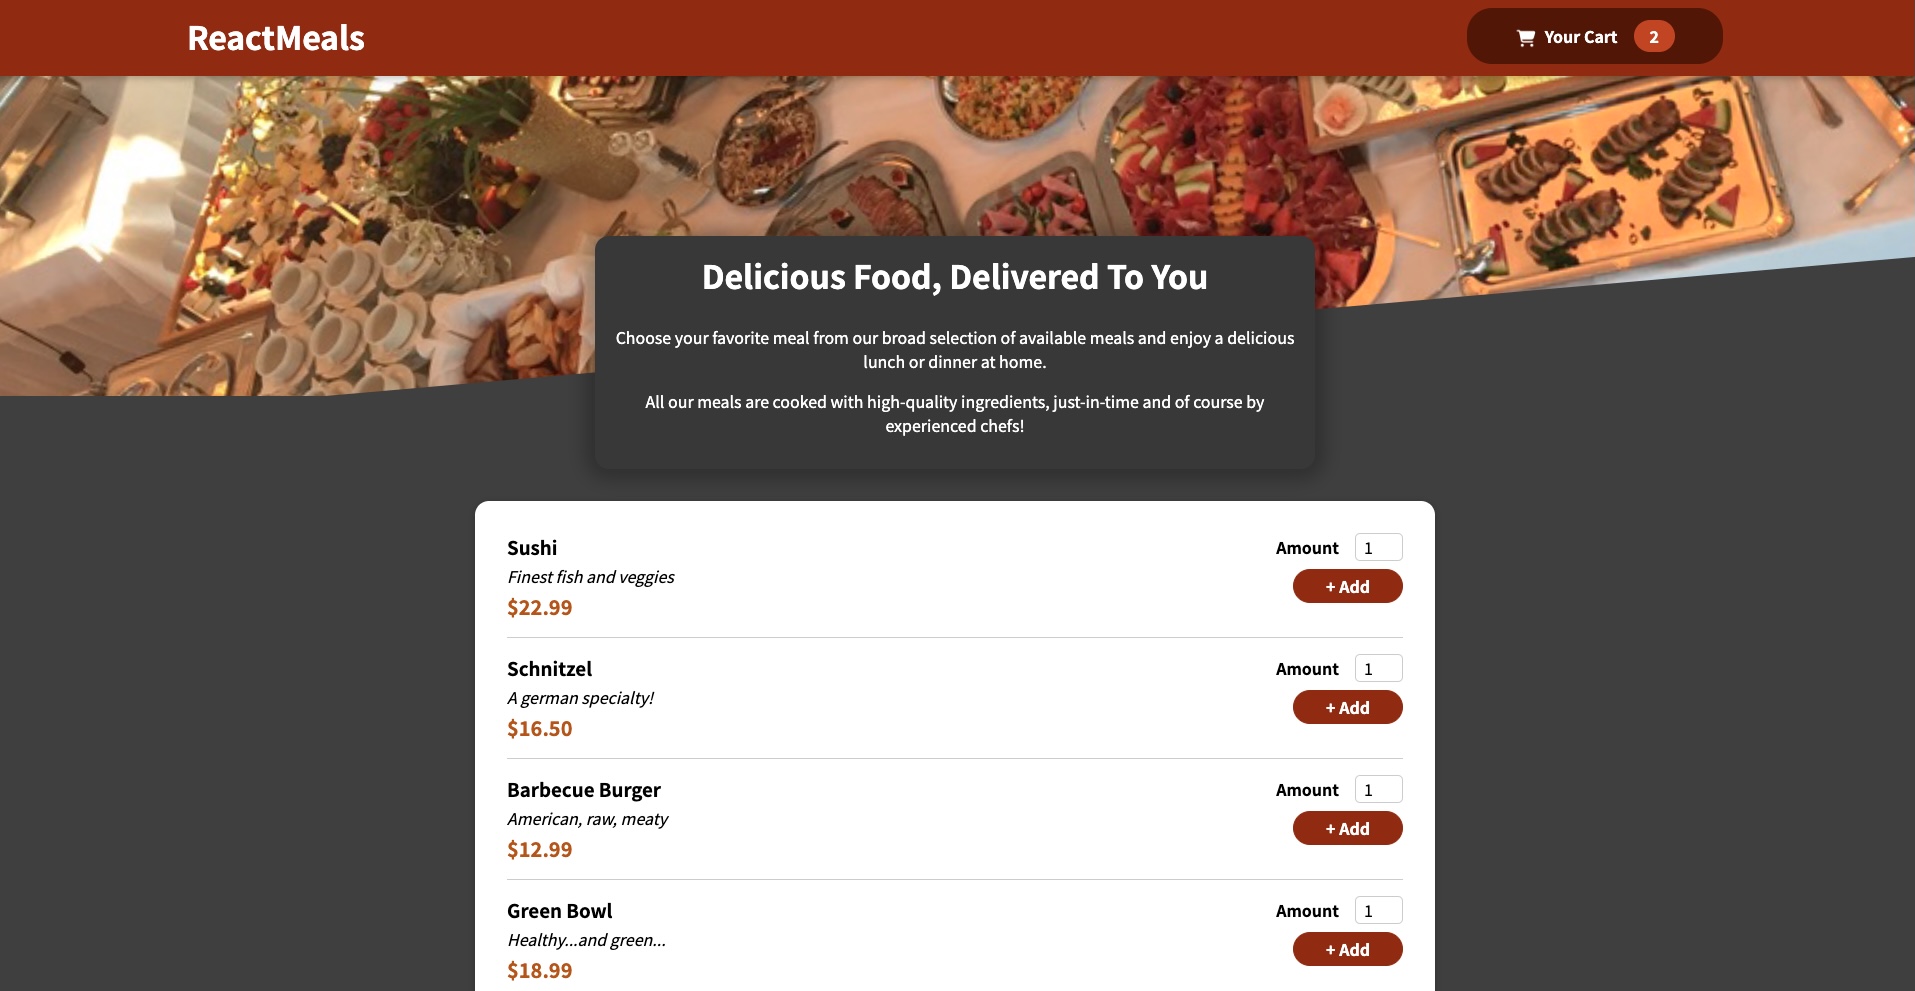 ReactMeals
Your Cart 2
Delicious Food, Delivered To You
Choose your favorite meal from our broad selection of available meals and enjoy a delicious
lunch or dinner at home.
All our meals are cooked with high-quality ingredients, just-in-time and of course by
experienced chefs!
Sushi
Finest fish and veggies
$22.99
Amount 1
+ Add
Schnitzel
A german specialty!
$16.50
Amount 1
+ Add
Barbecue Burger
American, raw, meaty
$12.99
Amount 1
+ Add
Green Bowl
Healthy...and green...
$18.99
Amount 1
+ Add